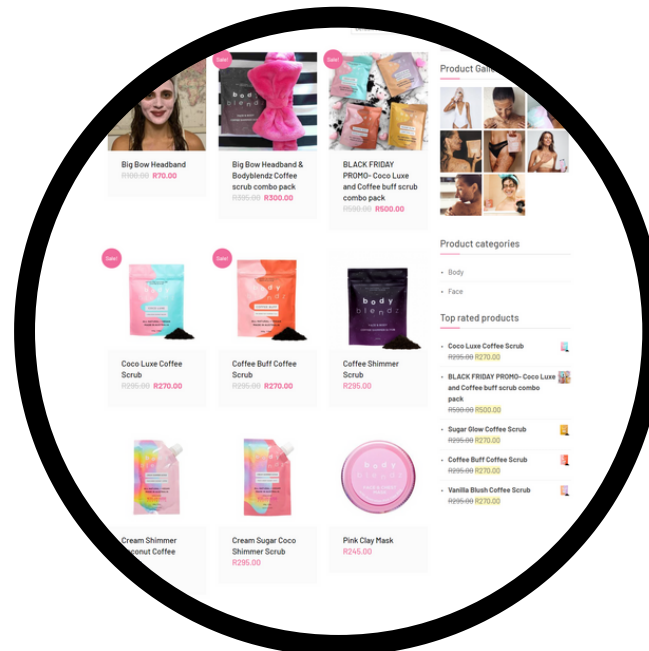 Sale!
Sale!
Big Bow Headband
R100.00 R70.00
Big Bow Headband &
Bodyblendz Coffee
scrub combo pack
R395.00 R300.00
BLACK FRIDAY
PROMO- Coco Luxe
and Coffee buff scrub
combo pack
R590.00 R500.00
Sale!
Sale!
body
blendz
Coco Luxe Coffee
Scrub
R295.00 R270.00
Coffee Buff Coffee
Scrub
R295.00 R270.00
Coffee Shimmer
Scrub
R295.00
Cream Shimmer
Coffee
Cream Sugar Coco
Shimmer Scrub
R295.00
body
blendz
Pink Clay Mask
R245.00
Product
Product categories
Body
Face
Top rated products
Coco Luxe Coffee Scrub
R295.00 R270.00
BLACK FRIDAY PROMO- Coco Luxe
and Coffee buff scrub combo
pack
R590.00 R500.00
Sugar Glow Coffee Scrub
R295.00 R270.00
Coffee Buff Coffee Scrub
R295.00 R270.00
Vanilla Blush Coffee Scrub
R295.00 R270.00